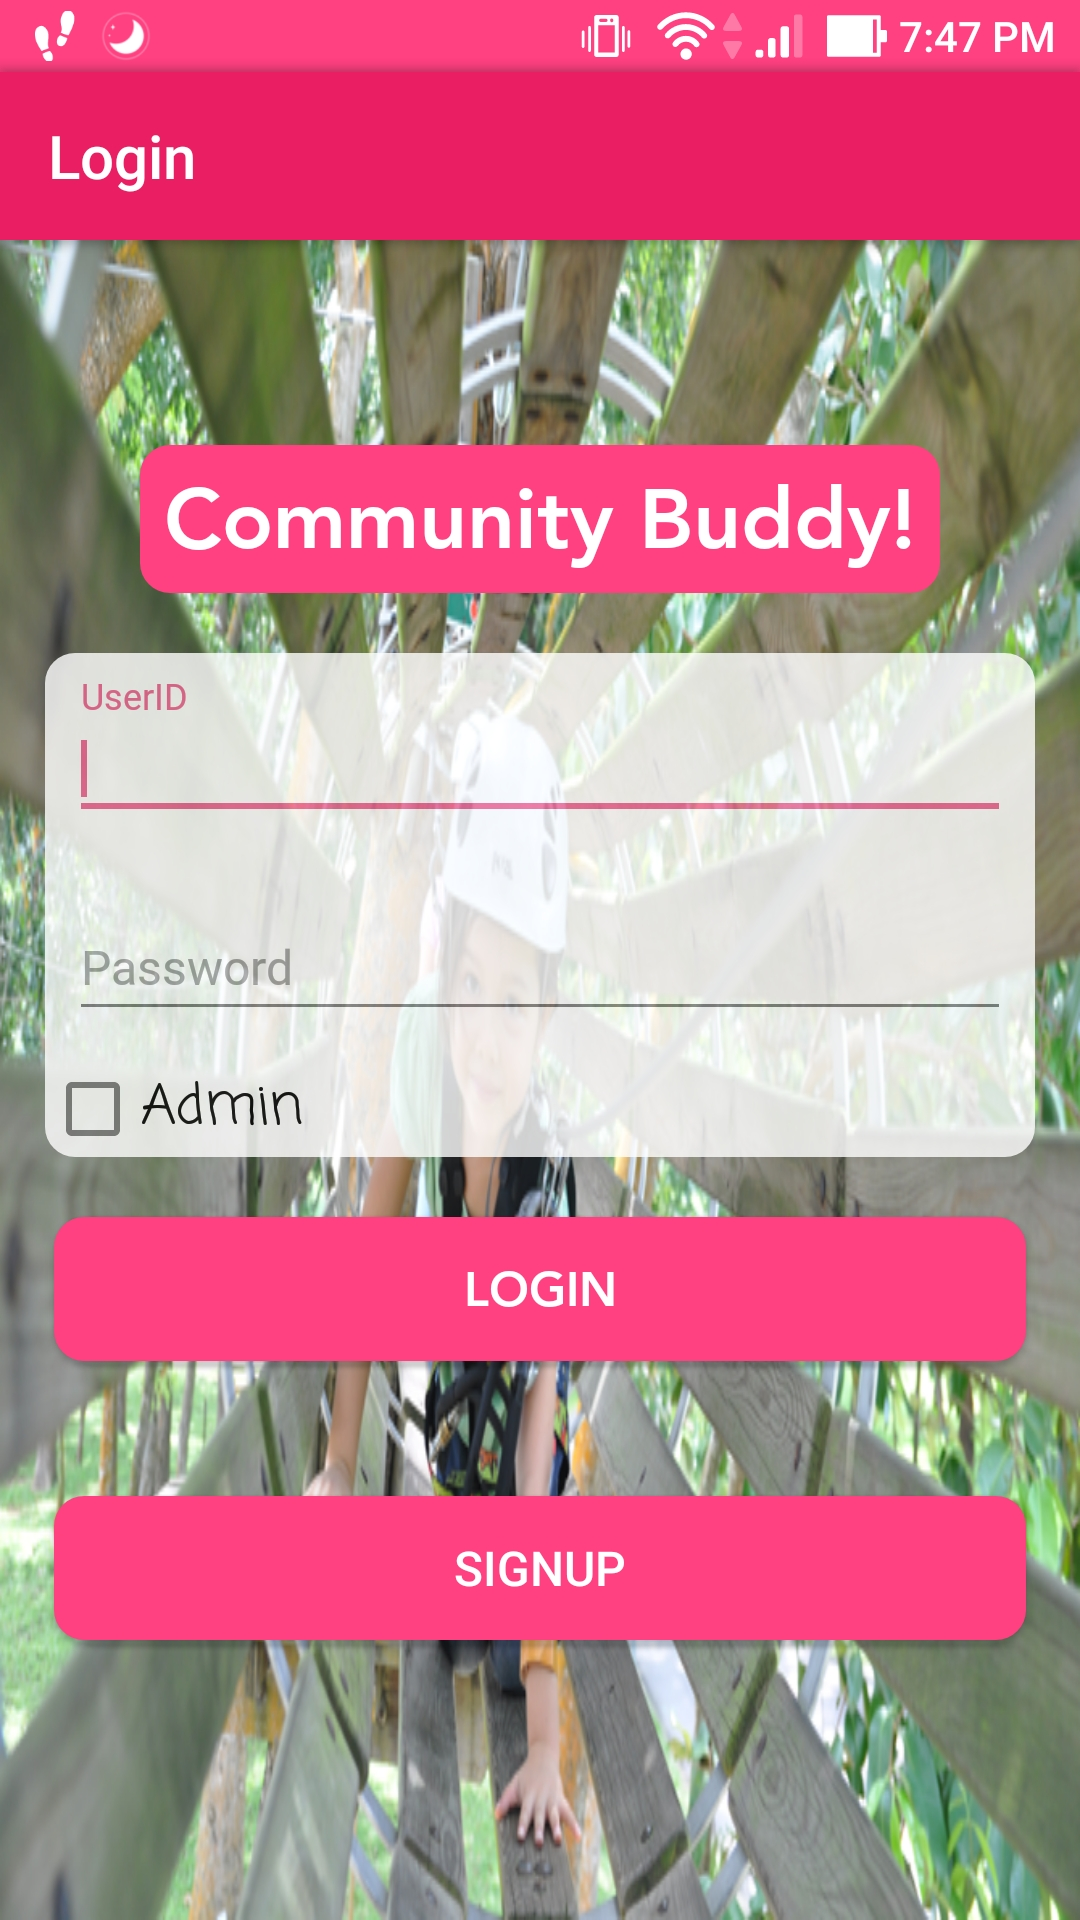 7:47 PM
Login
Community Buddy!
UserID
Password
Admin
LOGIN
SIGNUP